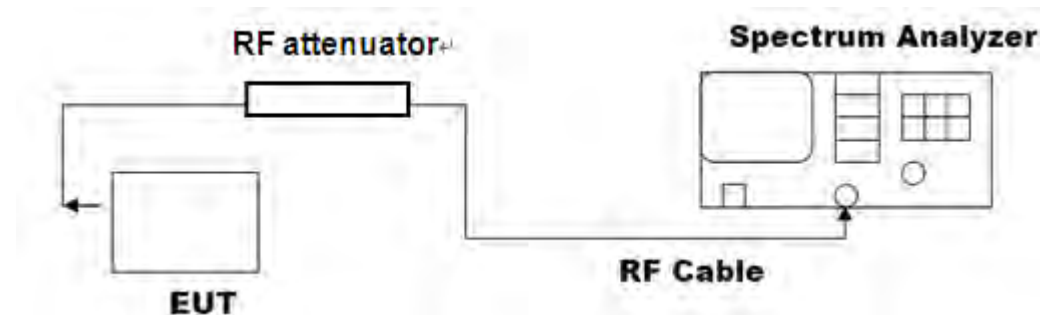 RF attenuator↵
Spectrum Analyzer
RF Cable
EUT